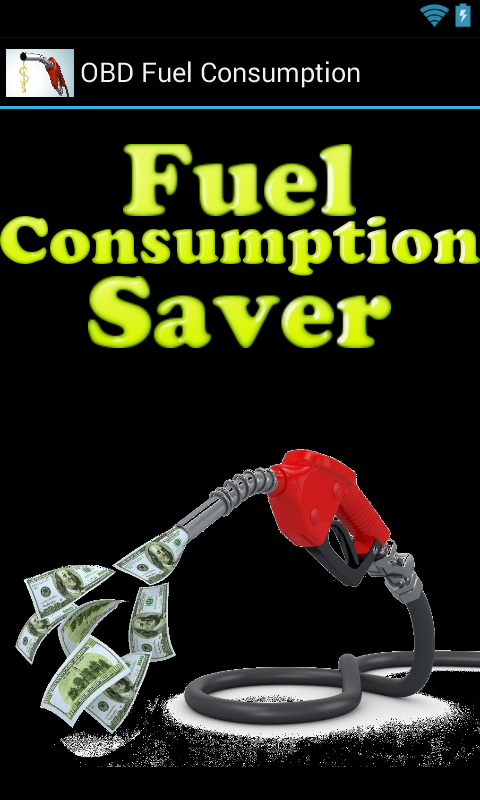 OBD Fuel Consumption
Fuel
Consumption
Saver